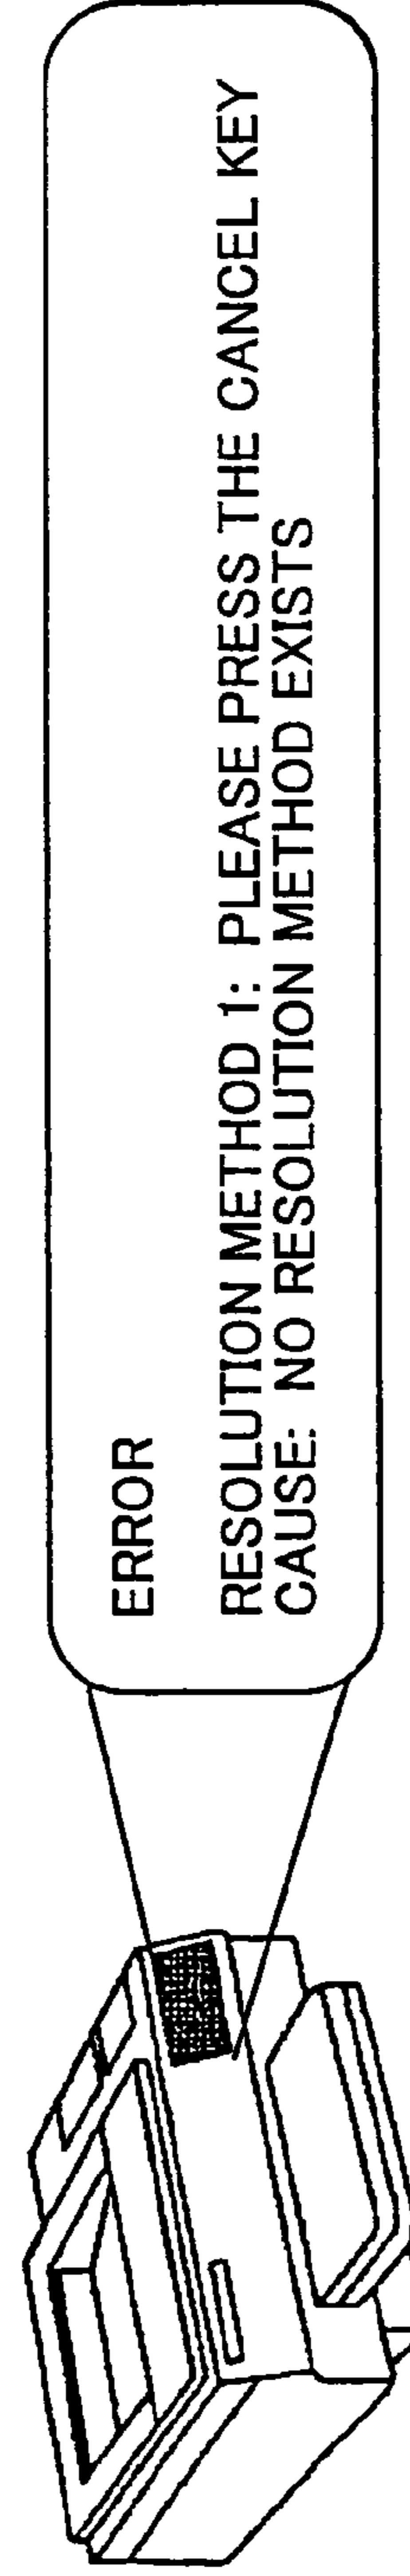 ERROR
RESOLUTION METHOD 1: PLEASE PRESS THE CANCEL KEY
CAUSE: NO RESOLUTION METHOD EXISTS